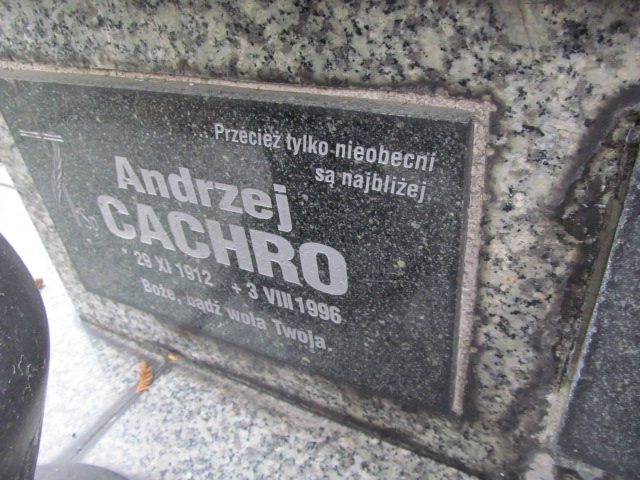 ...Przecież tylko nieobecni
są najbliżej
Andrzej
CACHRO
* 29 XI 1912 + 3 VIII 1996
Boże, bądź wola Twoja